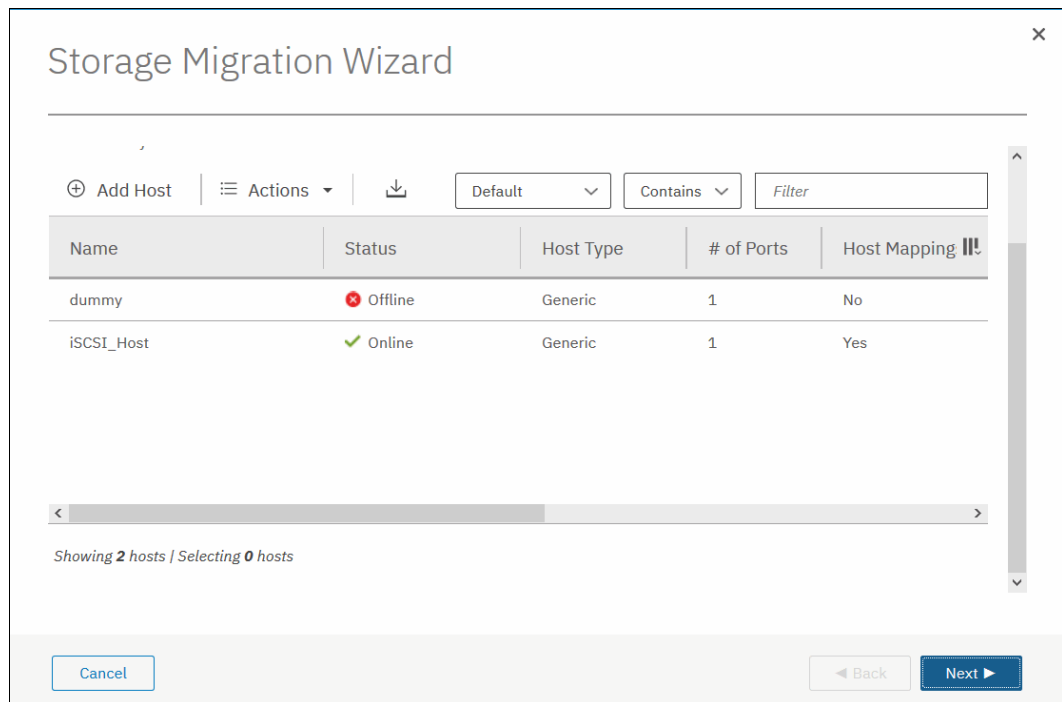 Storage Migration Wizard
Add Host Actions Default Contains Filter
Name Status Host Type # of Ports Host Mapping
dummy Offline Generic 1 No
iSCSI_Host Online Generic 1 Yes
Showing 2 hosts | Selecting 0 hosts
Cancel Back Next